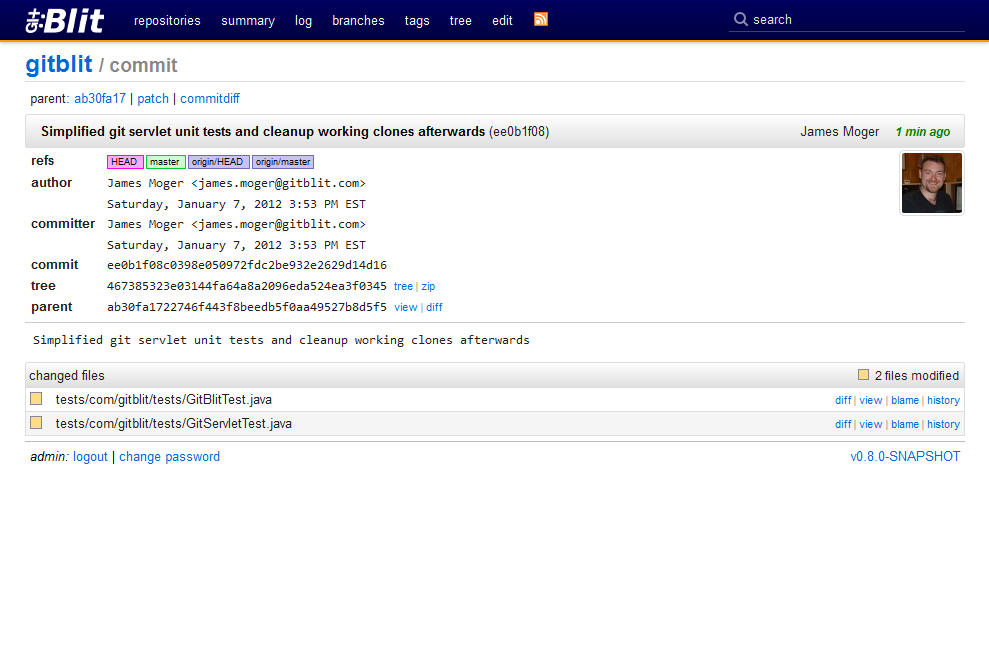 git:Blit repositories summary log branches tags tree edit search
gitblit / commit
parent: ab30fa17 | patch | commitdiff
Simplified git servlet unit tests and cleanup working clones afterwards (ee0b1f08) James Moger 1 min ago
refs HEAD master origin/HEAD origin/master
author James Moger <james.moger@gitblit.com>
Saturday, January 7, 2012 3:53 PM EST
committer James Moger <james.moger@gitblit.com>
Saturday, January 7, 2012 3:53 PM EST
commit ee0b1f08c0398e050972fdc2be932e2629d14d16
tree 467385323e03144fa64a8a2096eda524ea3f0345 tree | zip
parent ab30fa1722746f443f8beedb5f0aa49527b8d5f5 view | diff
Simplified git servlet unit tests and cleanup working clones afterwards
changed files 2 files modified
tests/com/gitblit/tests/GitBlitTest.java diff | view | blame | history
tests/com/gitblit/tests/GitServletTest.java diff | view | blame | history
admin: logout | change password v0.8.0-SNAPSHOT